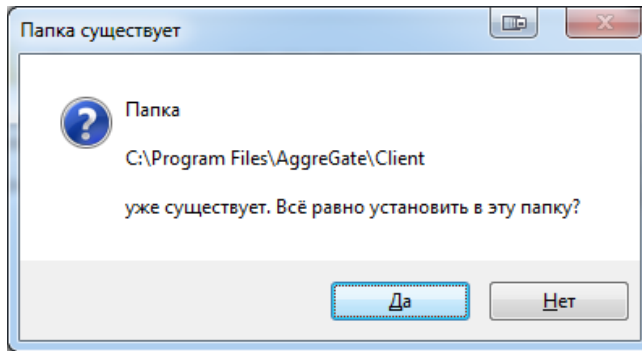 Папка существует
Папка
C:\Program Files\AggreGate\Client
уже существует. Всё равно установить в эту папку?
Да
Нет